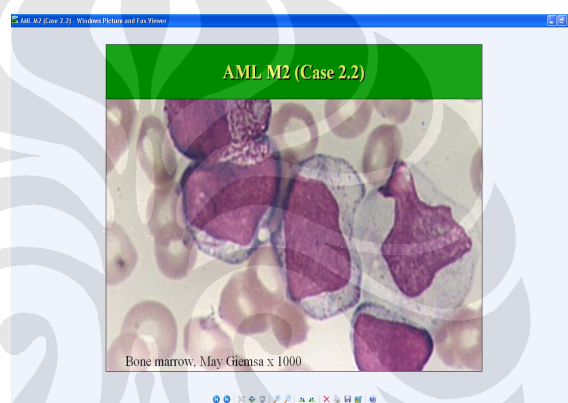 AML M2 (Case 2.2) - Windows Picture and Fax Viewer
AML M2 (Case 2.2)
Bone marrow, May Giemsa x 1000